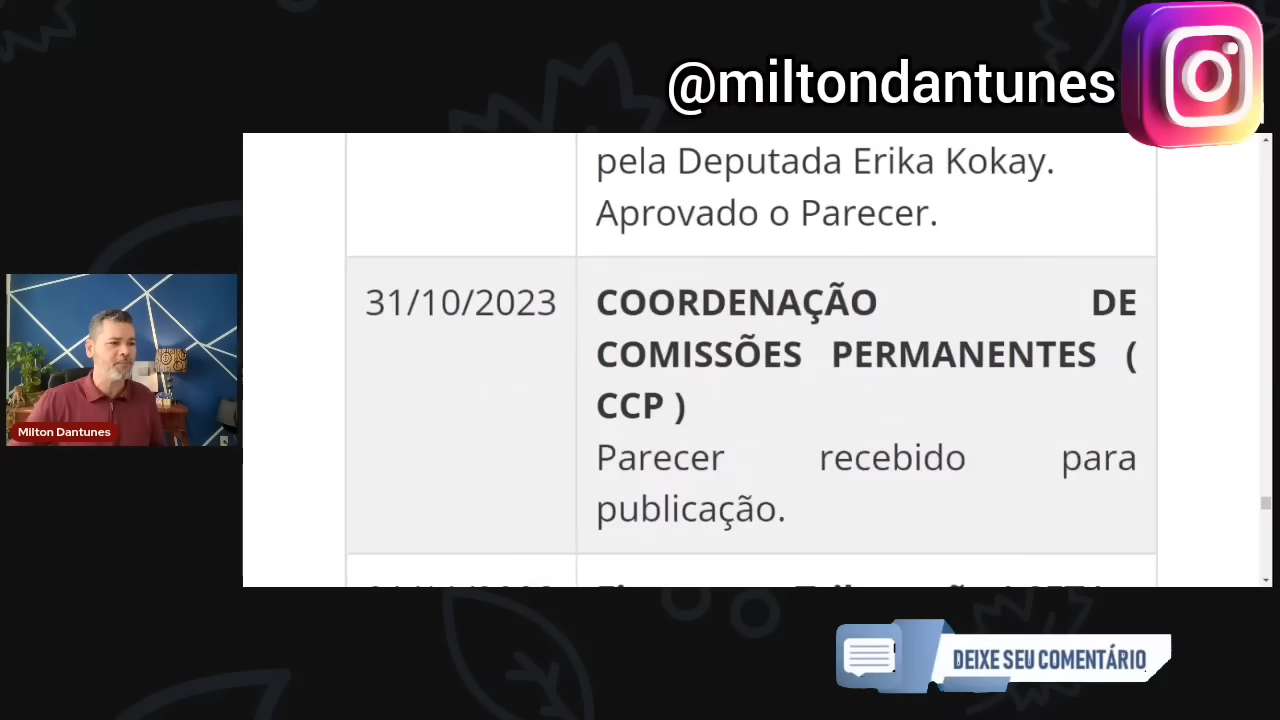 @miltondantunes
pela Deputada Erika Kokay.
Aprovado o Parecer.
31/10/2023
COORDENAÇÃO DE
COMISSÕES PERMANENTES (
CCP )
Parecer recebido para
publicação.
Milton Dantunes
DEIXE SEU COMENTÁRIO